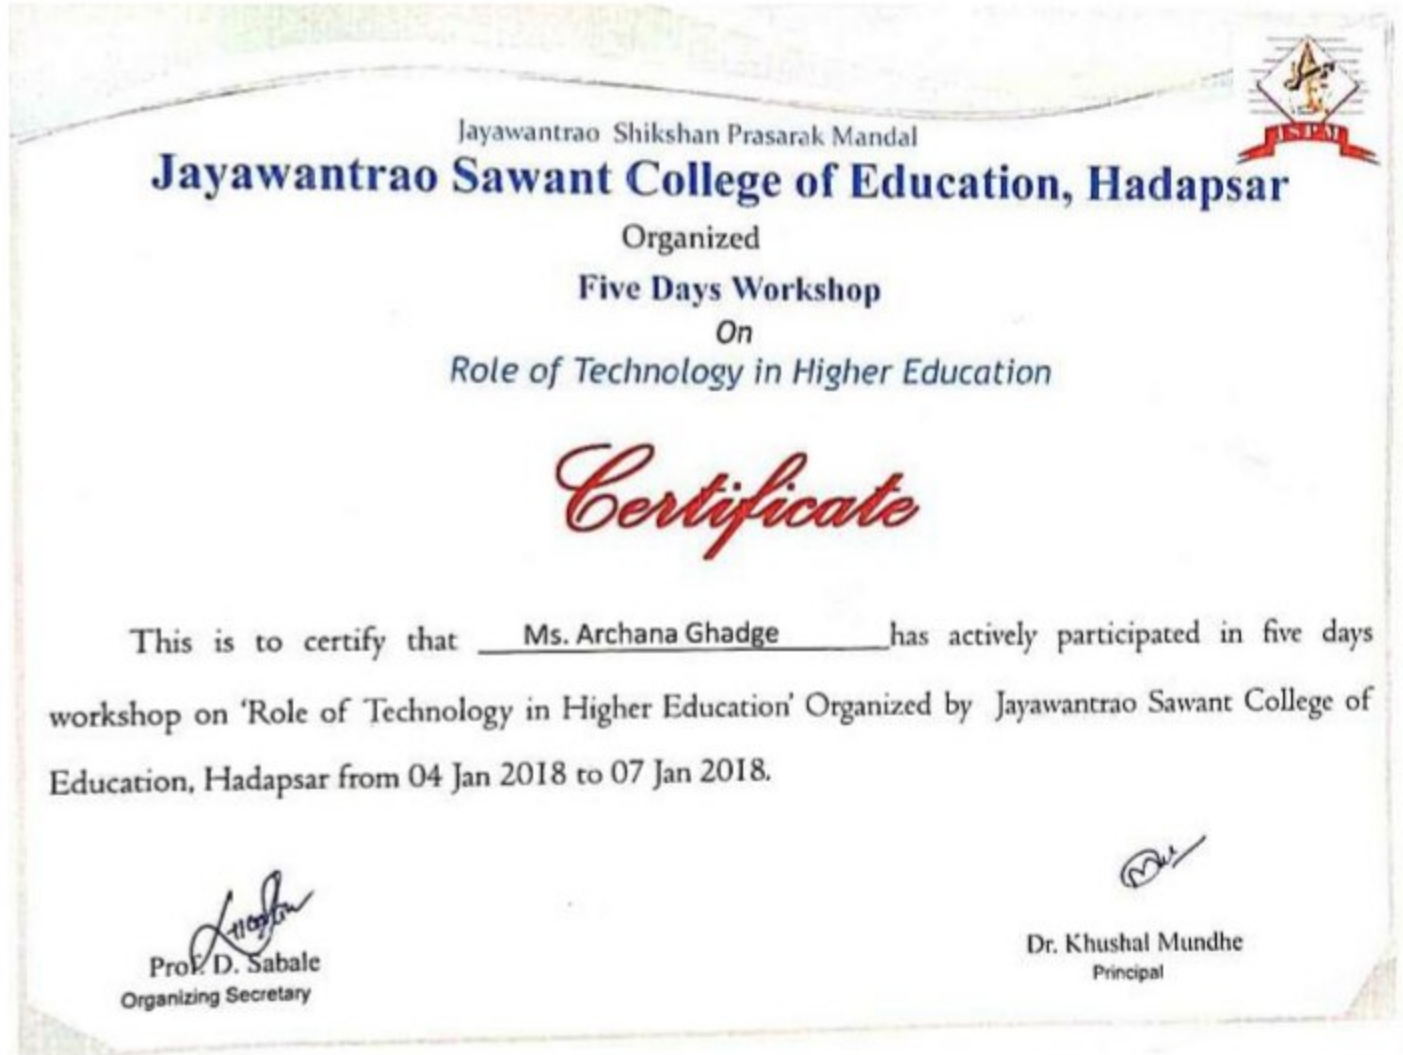 JSPM
Jayawantrao Shikshan Prasarak Mandal
Jayawantrao Sawant College of Education, Hadapsar
Organized
Five Days Workshop
On
Role of Technology in Higher Education
Certificate
This is to certify that Ms. Archana Ghadge has actively participated in five days
workshop on 'Role of Technology in Higher Education' Organized by Jayawantrao Sawant College of
Education, Hadapsar from 04 Jan 2018 to 07 Jan 2018.
Prof. D. Sabale
Organizing Secretary
Dr. Khushal Mundhe
Principal